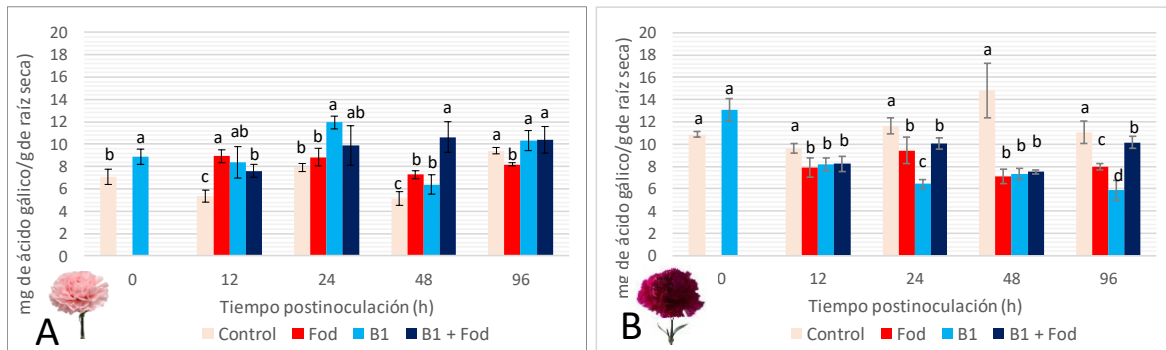 mg de ácido gálico/g de raíz seca)
20
18
16
14
12
10
8
6
4
2
0
b a
c a ab b
b b a ab
c b b a
a b a a
0 12 24 48 96
Tiempo postinoculación (h)
A
Control Fod B1 B1 + Fod
mg de ácido gálico/g de raíz seca)
20
18
16
14
12
10
8
6
4
2
0
a a
a b b b
a b c b
a b b b
a c d b
0 12 24 48 96
Tiempo postinoculación (h)
B
Control Fod B1 B1 + Fod